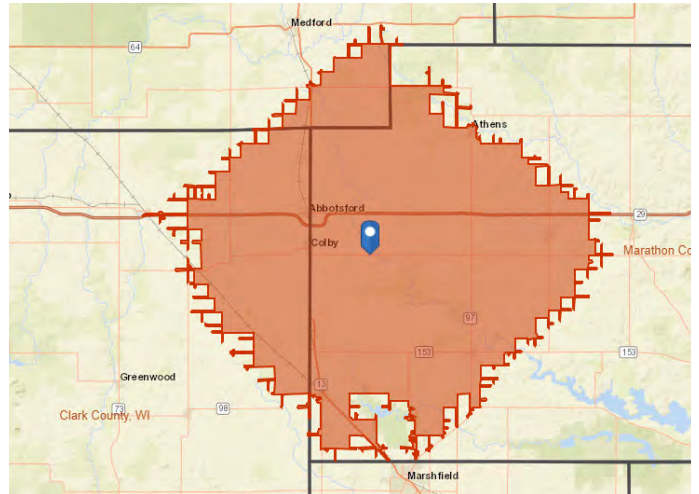 Medford
64
Athens
Abbotsford
29
Colby
Marathon Co
97
153
153
Greenwood
13
73
98
Clark County, WI
Marshfield